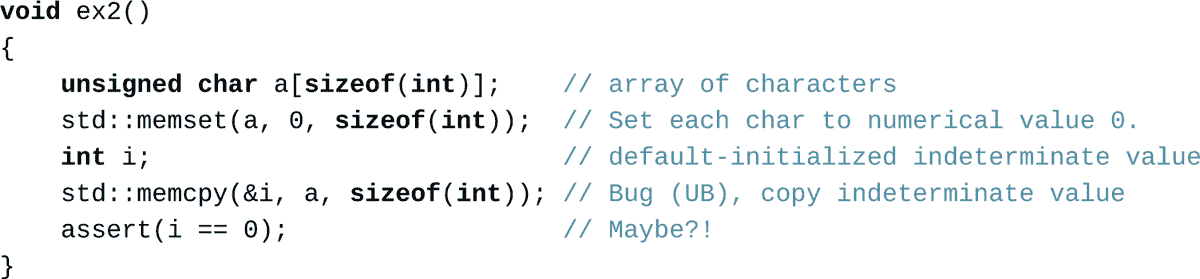 void ex2()
{
    unsigned char a[sizeof(int)];    // array of characters
    std::memset(a, 0, sizeof(int));  // Set each char to numerical value 0.
    int i;                           // default-initialized indeterminate value
    std::memcpy(&i, a, sizeof(int)); // Bug (UB), copy indeterminate value
    assert(i == 0);                  // Maybe?!
}